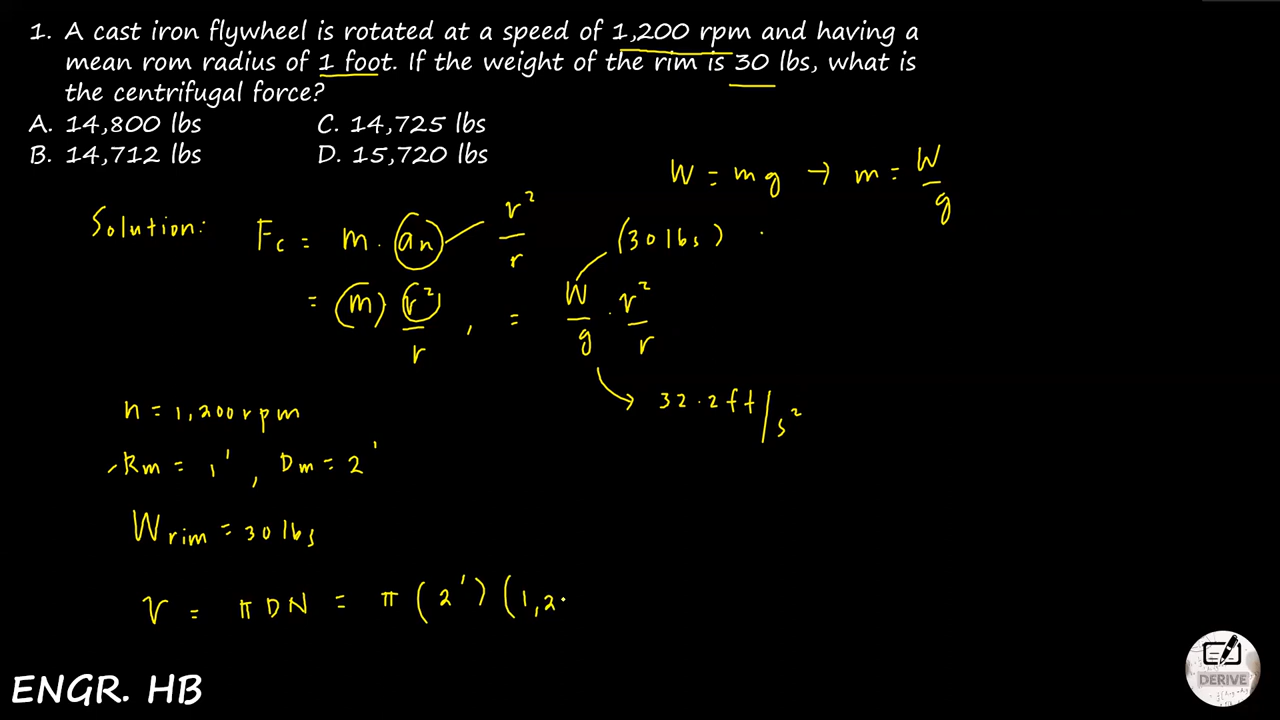 1. A cast iron flywheel is rotated at a speed of 1,200 rpm and having a
mean rom radius of 1 foot. If the weight of the rim is 30 lbs, what is
the centrifugal force?
A. 14,800 lbs C. 14,725 lbs
B. 14,712 lbs D. 15,720 lbs
W = mg → m = W/g
Solution: Fc = m · an v²/r (30 lbs)
= (m) v²/r , = W/g · v²/r
32.2 ft/s²
n = 1,200 rpm
Rm = 1' , Dm = 2'
Wrim = 30 lbs
v = πDN = π (2') (1,2
ENGR. HB
DERIVE